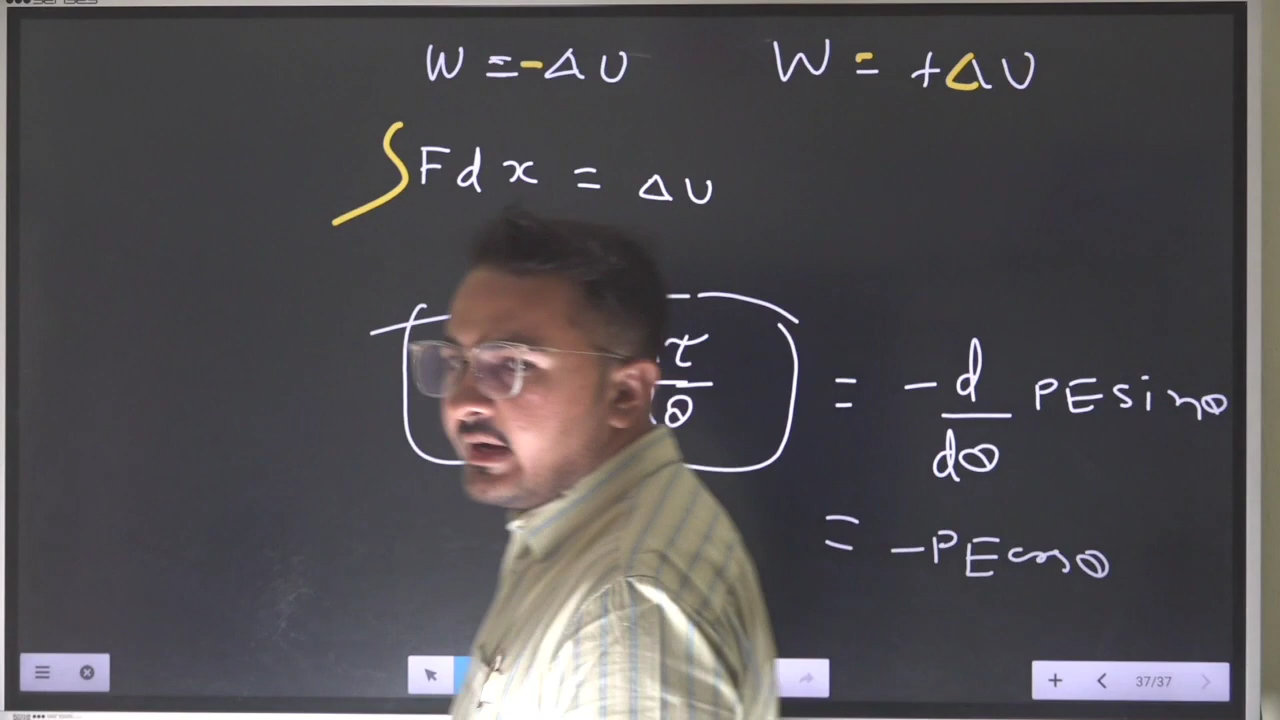 W = -ΔU W = +ΔU
∫Fdx = ΔU
τ/θ = -d/dθ PEsinθ
= -PEcosθ
37/37